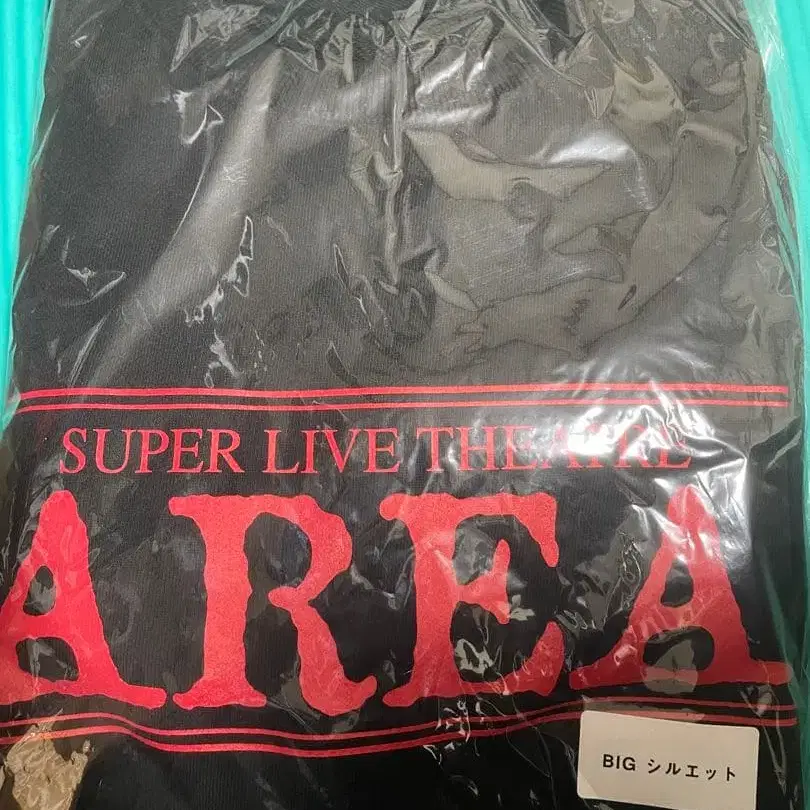 SUPER LIVE THEATRE
AREA
BIG シルエット